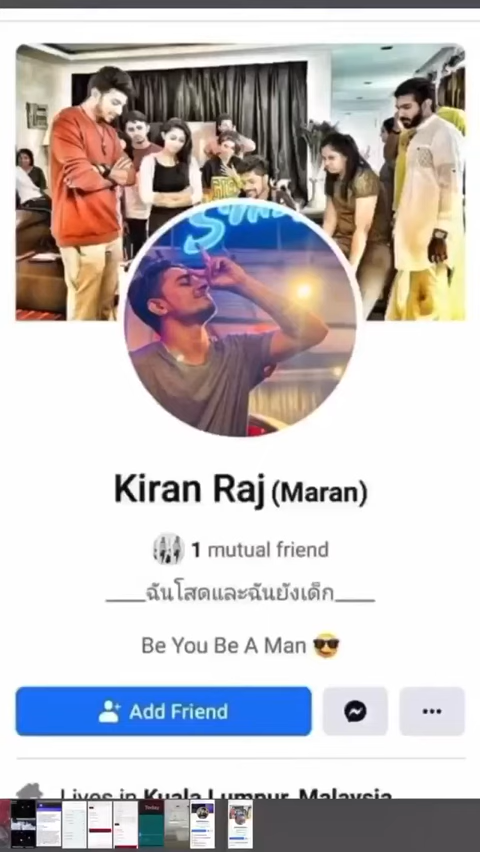 Kiran Raj (Maran)
1 mutual friend
____ฉันโสดและฉันยังเด็ก____
Be You Be A Man 😎
Add Friend
Lives in Kuala Lumpur, Malaysia